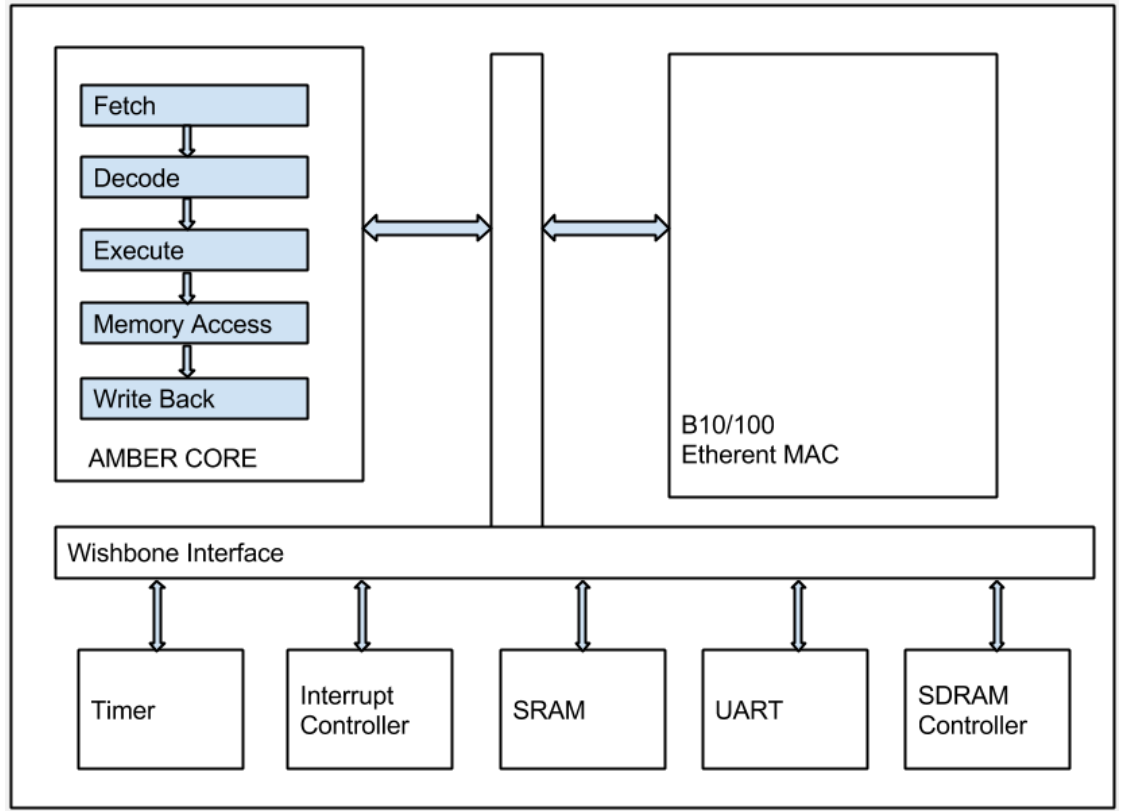 Fetch
Decode
Execute
Memory Access
Write Back
AMBER CORE
B10/100
Etherent MAC
Wishbone Interface
Timer
Interrupt
Controller
SRAM
UART
SDRAM
Controller